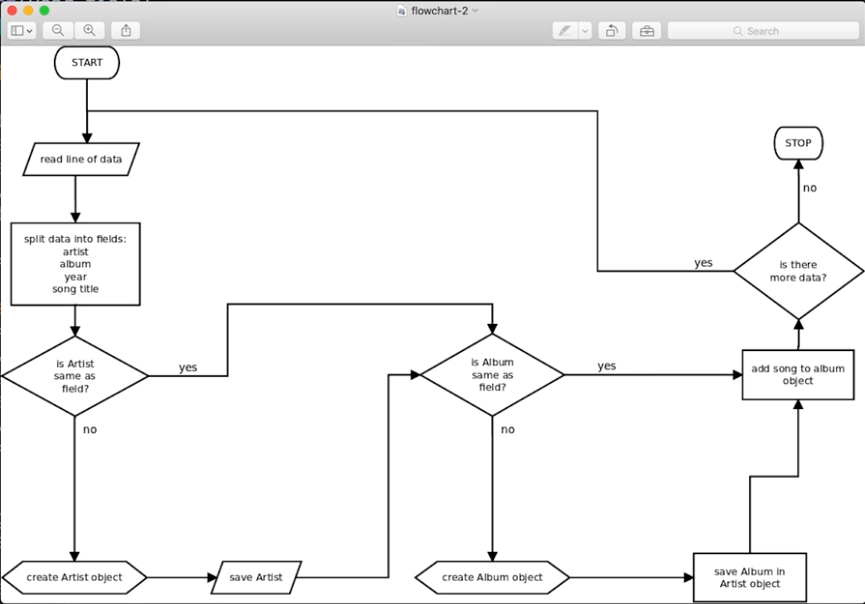 flowchart-2
Search
START
read line of data
split data into fields:
artist
album
year
song title
is Artist
same as
field?
yes
no
create Artist object
save Artist
is Album
same as
field?
yes
no
create Album object
save Album in
Artist object
add song to album
object
is there
more data?
yes
no
STOP